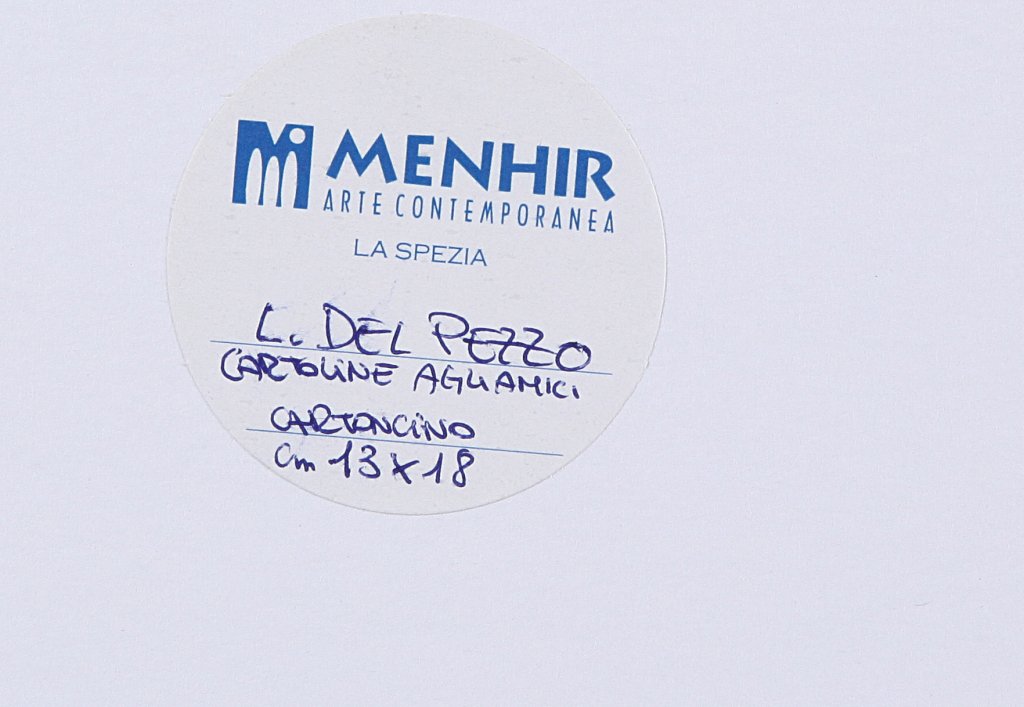 MENHIR
ARTE CONTEMPORANEA
LA SPEZIA
L. DEL PEZZO
CARTOLINE AGLI AMICI
CARTONCINO
cm 13x18